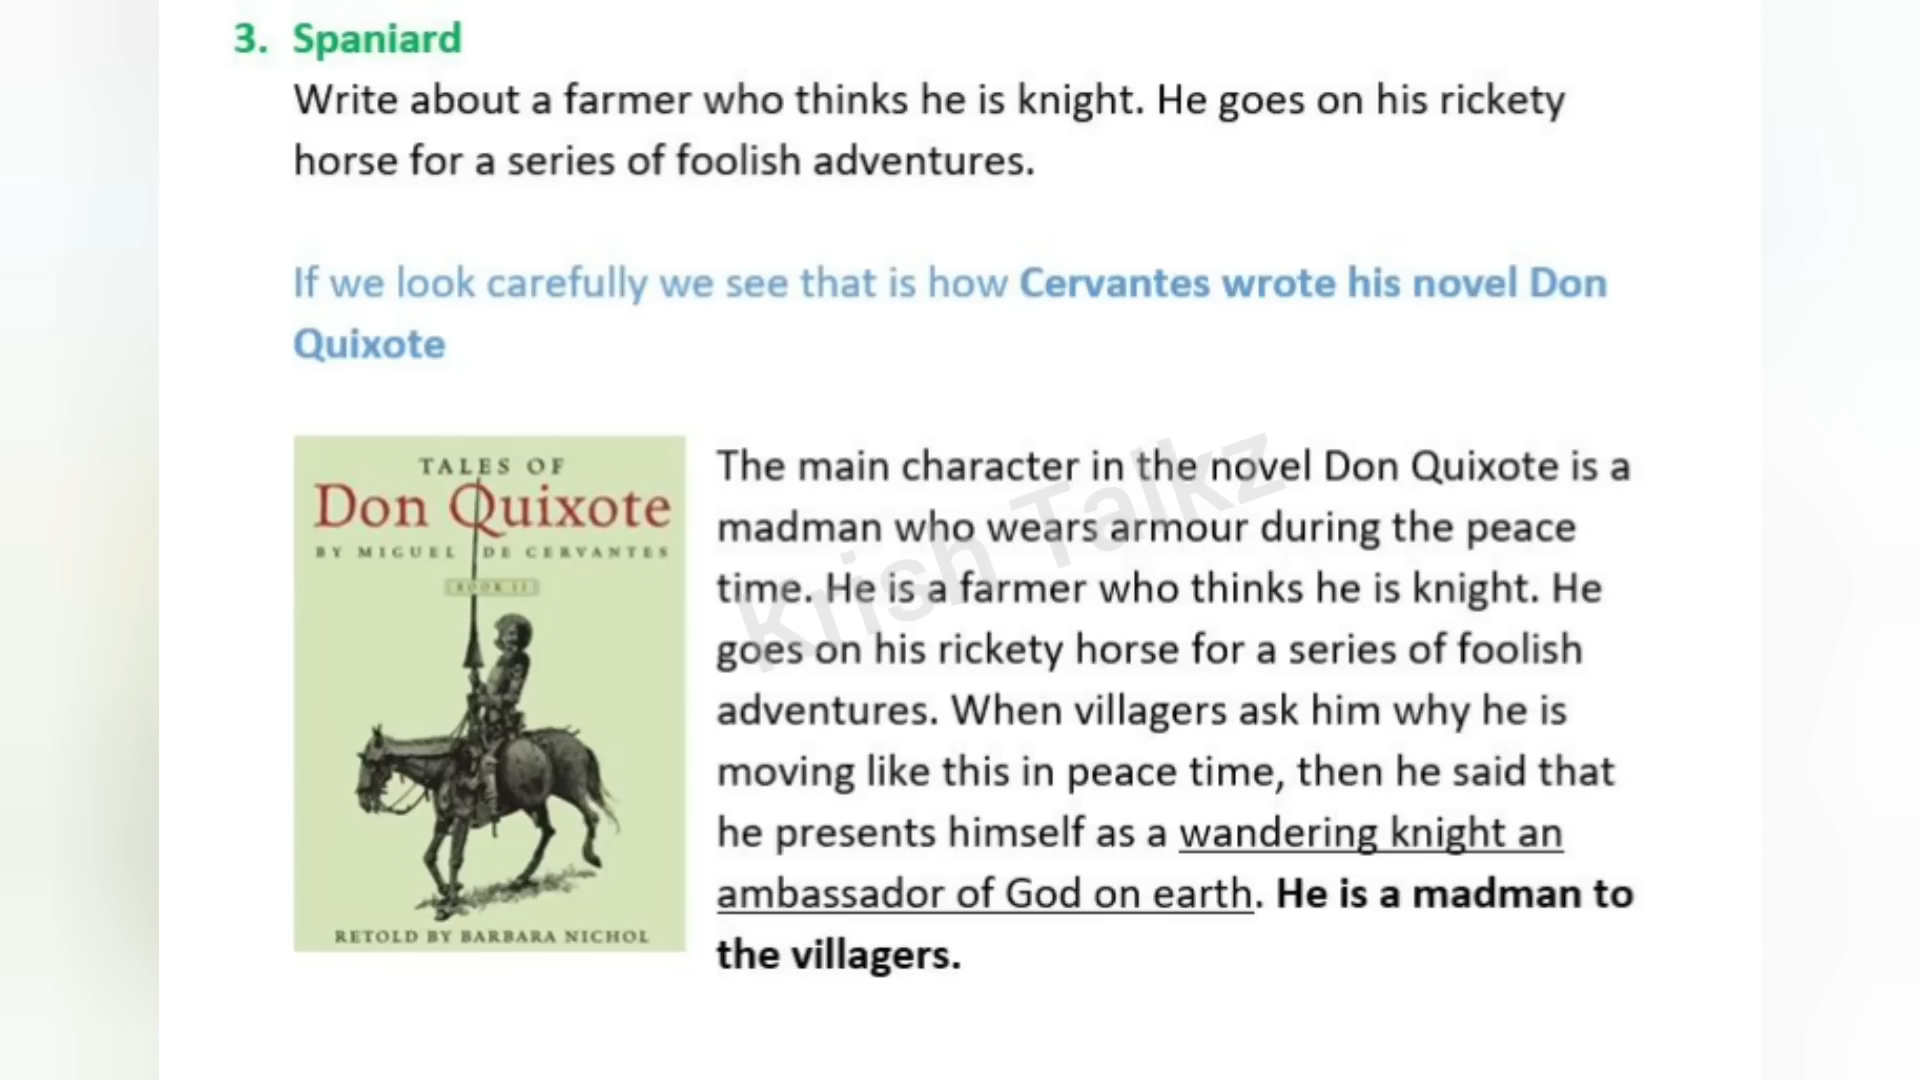 3. Spaniard
Write about a farmer who thinks he is knight. He goes on his rickety
horse for a series of foolish adventures.
If we look carefully we see that is how Cervantes wrote his novel Don
Quixote
TALES OF
Don Quixote
BY MIGUEL DE CERVANTES
BOOK II
RETOLD BY BARBARA NICHOL
The main character in the novel Don Quixote is a
madman who wears armour during the peace
time. He is a farmer who thinks he is knight. He
goes on his rickety horse for a series of foolish
adventures. When villagers ask him why he is
moving like this in peace time, then he said that
he presents himself as a wandering knight an
ambassador of God on earth. He is a madman to
the villagers.
Krish Talkz